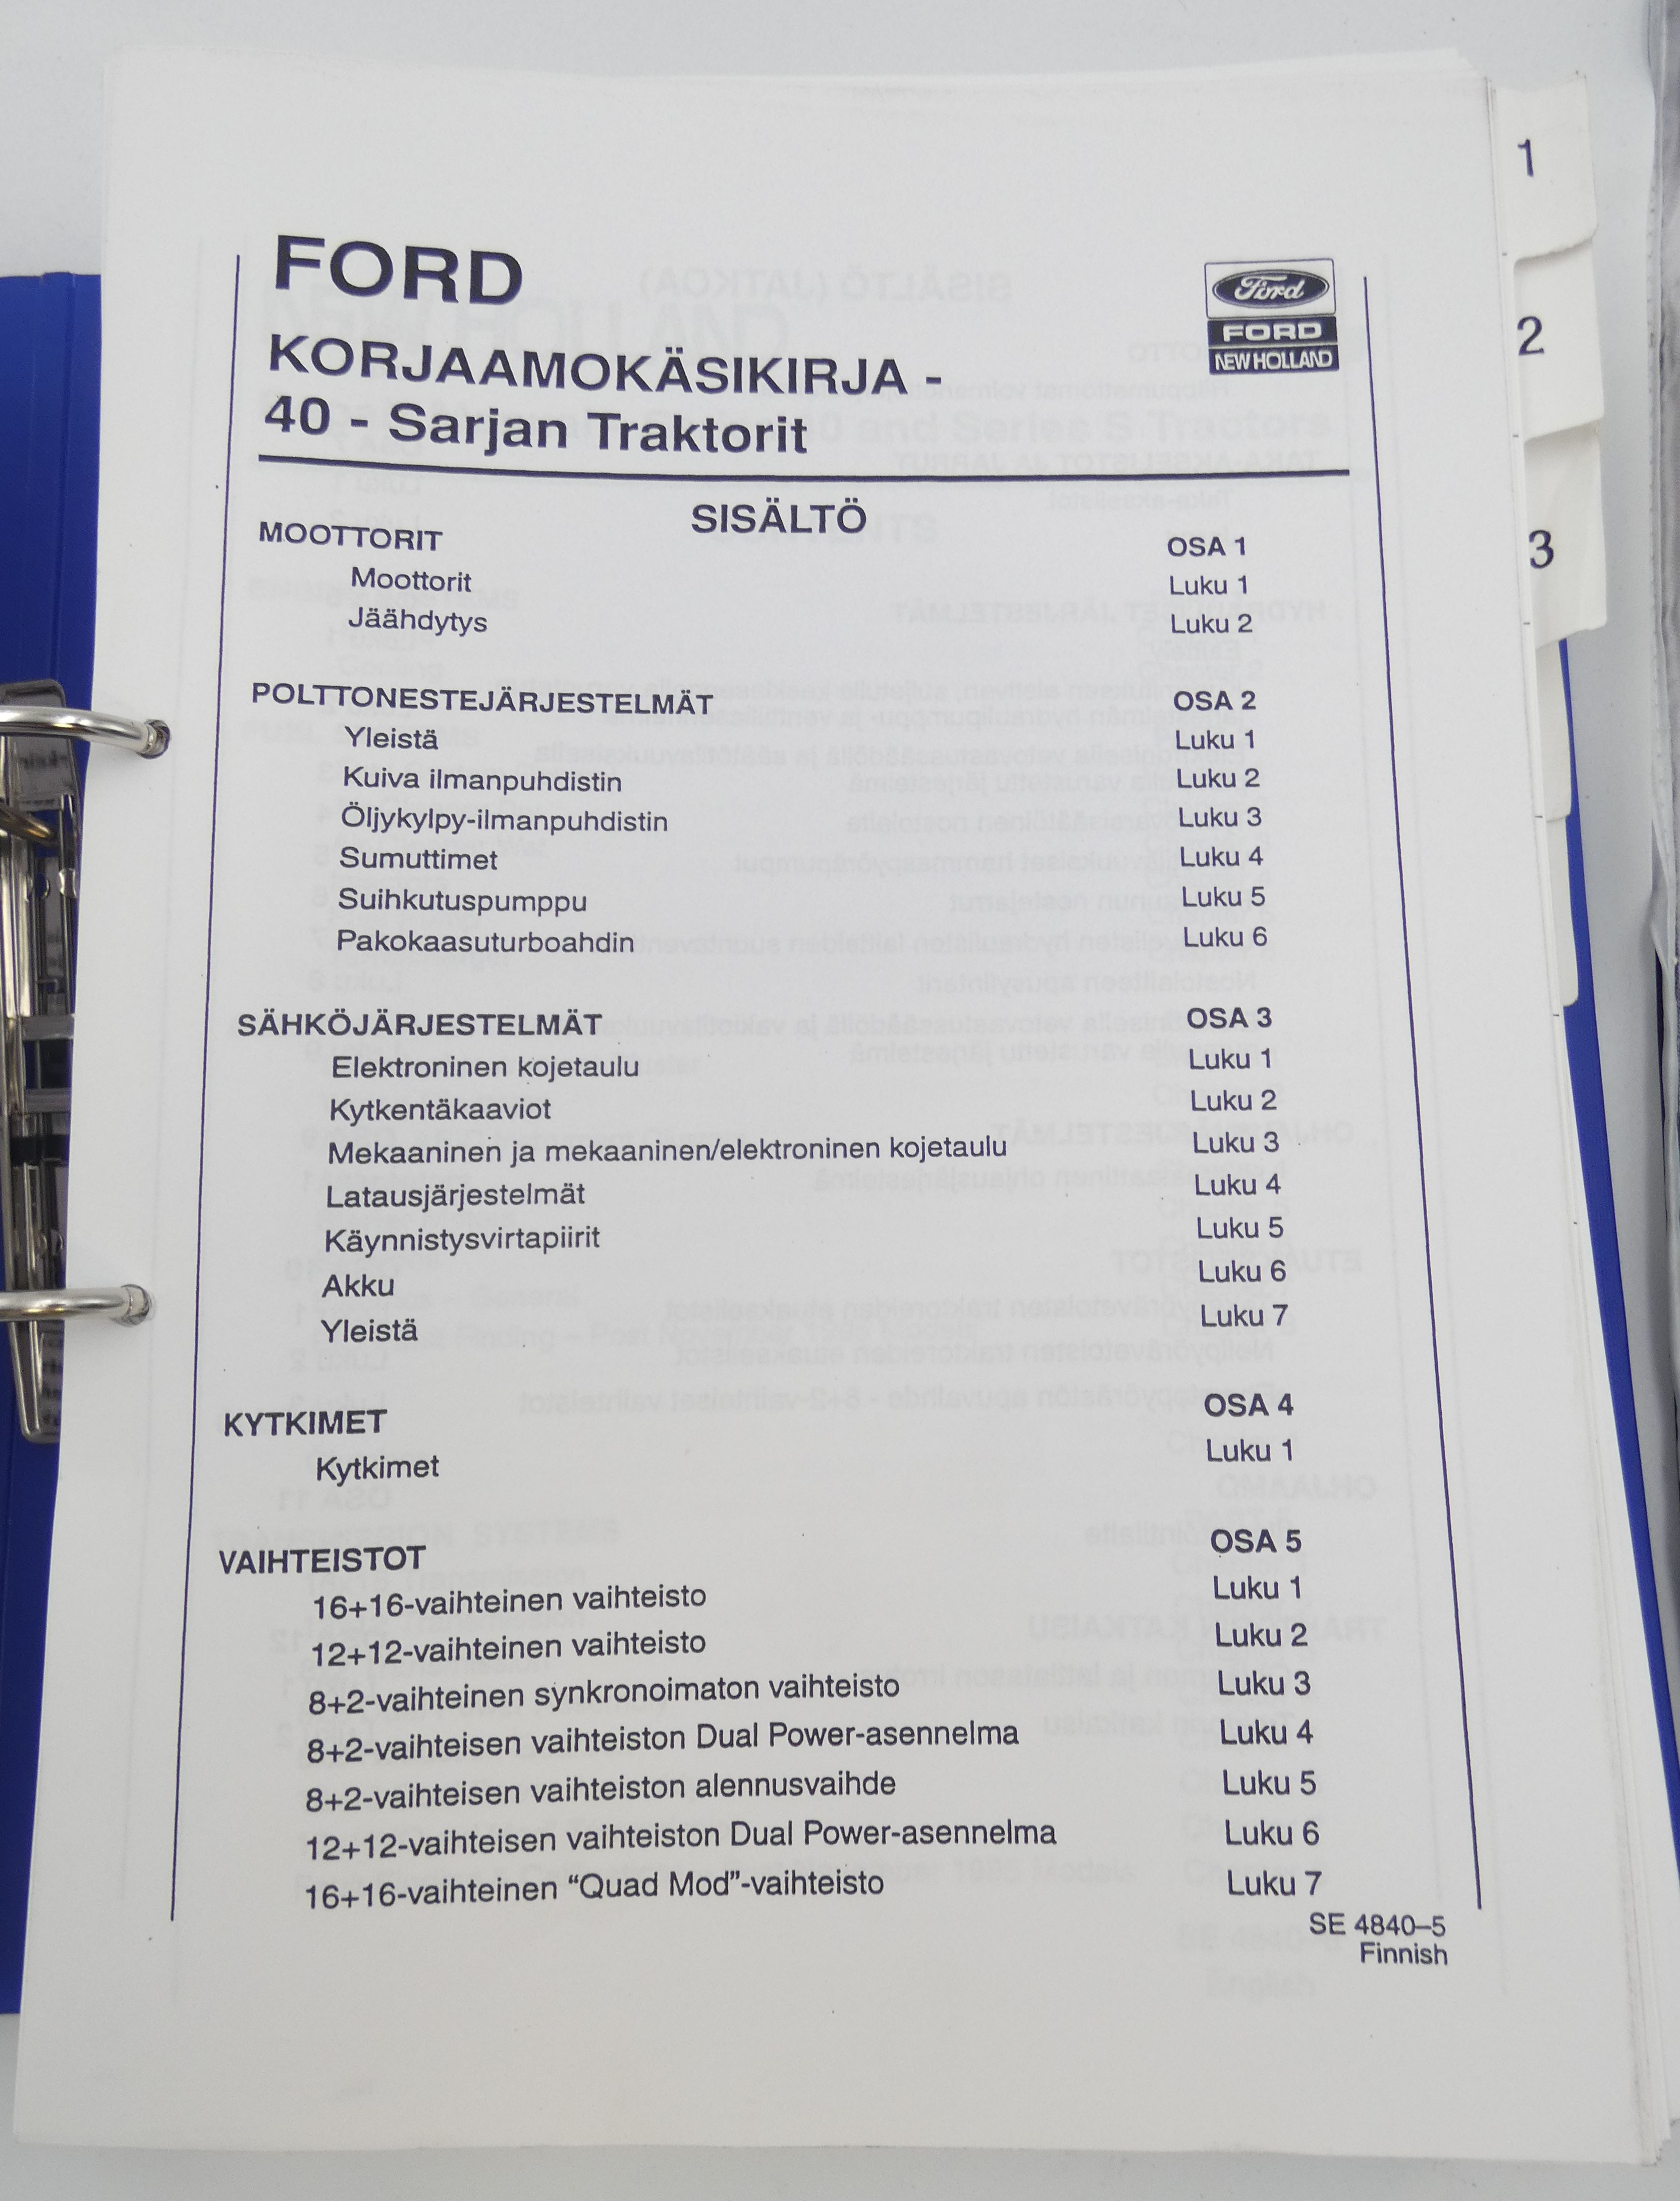 FORD
KORJAAMOKÄSIKIRJA -
40 - Sarjan Traktorit
Ford
FORD
NEW HOLLAND
SISÄLTÖ
MOOTTORIT OSA 1
Moottorit Luku 1
Jäähdytys Luku 2
POLTTONESTEJÄRJESTELMÄT OSA 2
Yleistä Luku 1
Kuiva ilmanpuhdistin Luku 2
Öljykylpy-ilmanpuhdistin Luku 3
Sumuttimet Luku 4
Suihkutuspumppu Luku 5
Pakokaasuturboahdin Luku 6
SÄHKÖJÄRJESTELMÄT OSA 3
Elektroninen kojetaulu Luku 1
Kytkentäkaaviot Luku 2
Mekaaninen ja mekaaninen/elektroninen kojetaulu Luku 3
Latausjärjestelmät Luku 4
Käynnistysvirtapiirit Luku 5
Akku Luku 6
Yleistä Luku 7
KYTKIMET OSA 4
Kytkimet Luku 1
VAIHTEISTOT OSA 5
16+16-vaihteinen vaihteisto Luku 1
12+12-vaihteinen vaihteisto Luku 2
8+2-vaihteinen synkronoimaton vaihteisto Luku 3
8+2-vaihteisen vaihteiston Dual Power-asennelma Luku 4
8+2-vaihteisen vaihteiston alennusvaihde Luku 5
12+12-vaihteisen vaihteiston Dual Power-asennelma Luku 6
16+16-vaihteinen “Quad Mod”-vaihteisto Luku 7
SE 4840–5
Finnish
1
2
3